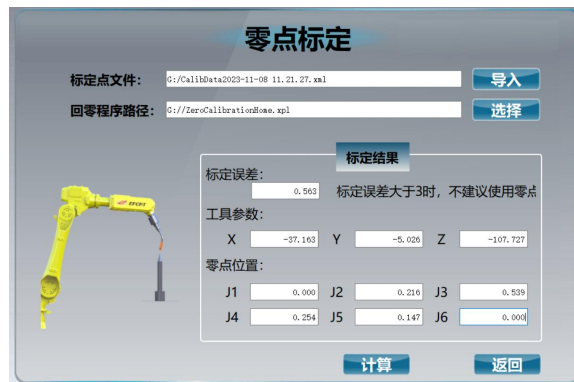 零点标定
标定点文件: G:/CalibData2023-11-08 11.21.27.xml 导入
回零程序路径: G://ZeroCalibrationHome.xpl 选择
标定结果
标定误差:
0.563 标定误差大于3时，不建议使用零点
工具参数:
X -37.163 Y -5.026 Z -107.727
零点位置:
J1 0.000 J2 0.216 J3 0.539
J4 0.254 J5 0.147 J6 0.000
计算 返回